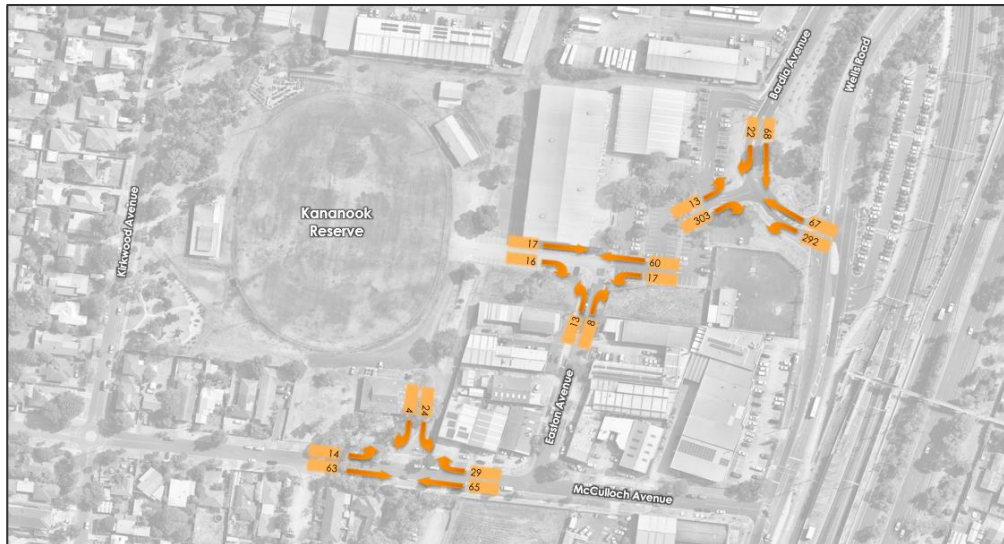 Bardia Avenue
Wells Road
22
68
13
303
67
292
Kananook
Reserve
Kirkwood Avenue
17
16
60
17
13
8
Easton Avenue
4
24
14
63
29
65
McCulloch Avenue